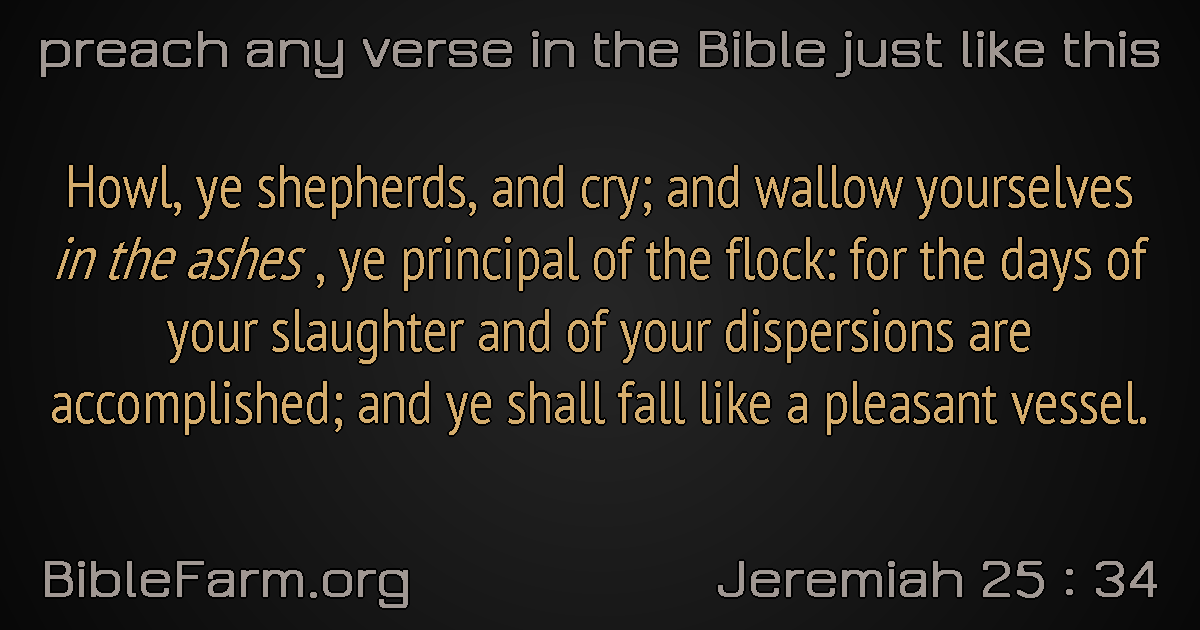 preach any verse in the Bible just like this
Howl, ye shepherds, and cry; and wallow yourselves
in the ashes , ye principal of the flock: for the days of
your slaughter and of your dispersions are
accomplished; and ye shall fall like a pleasant vessel.
BibleFarm.org
Jeremiah 25 : 34